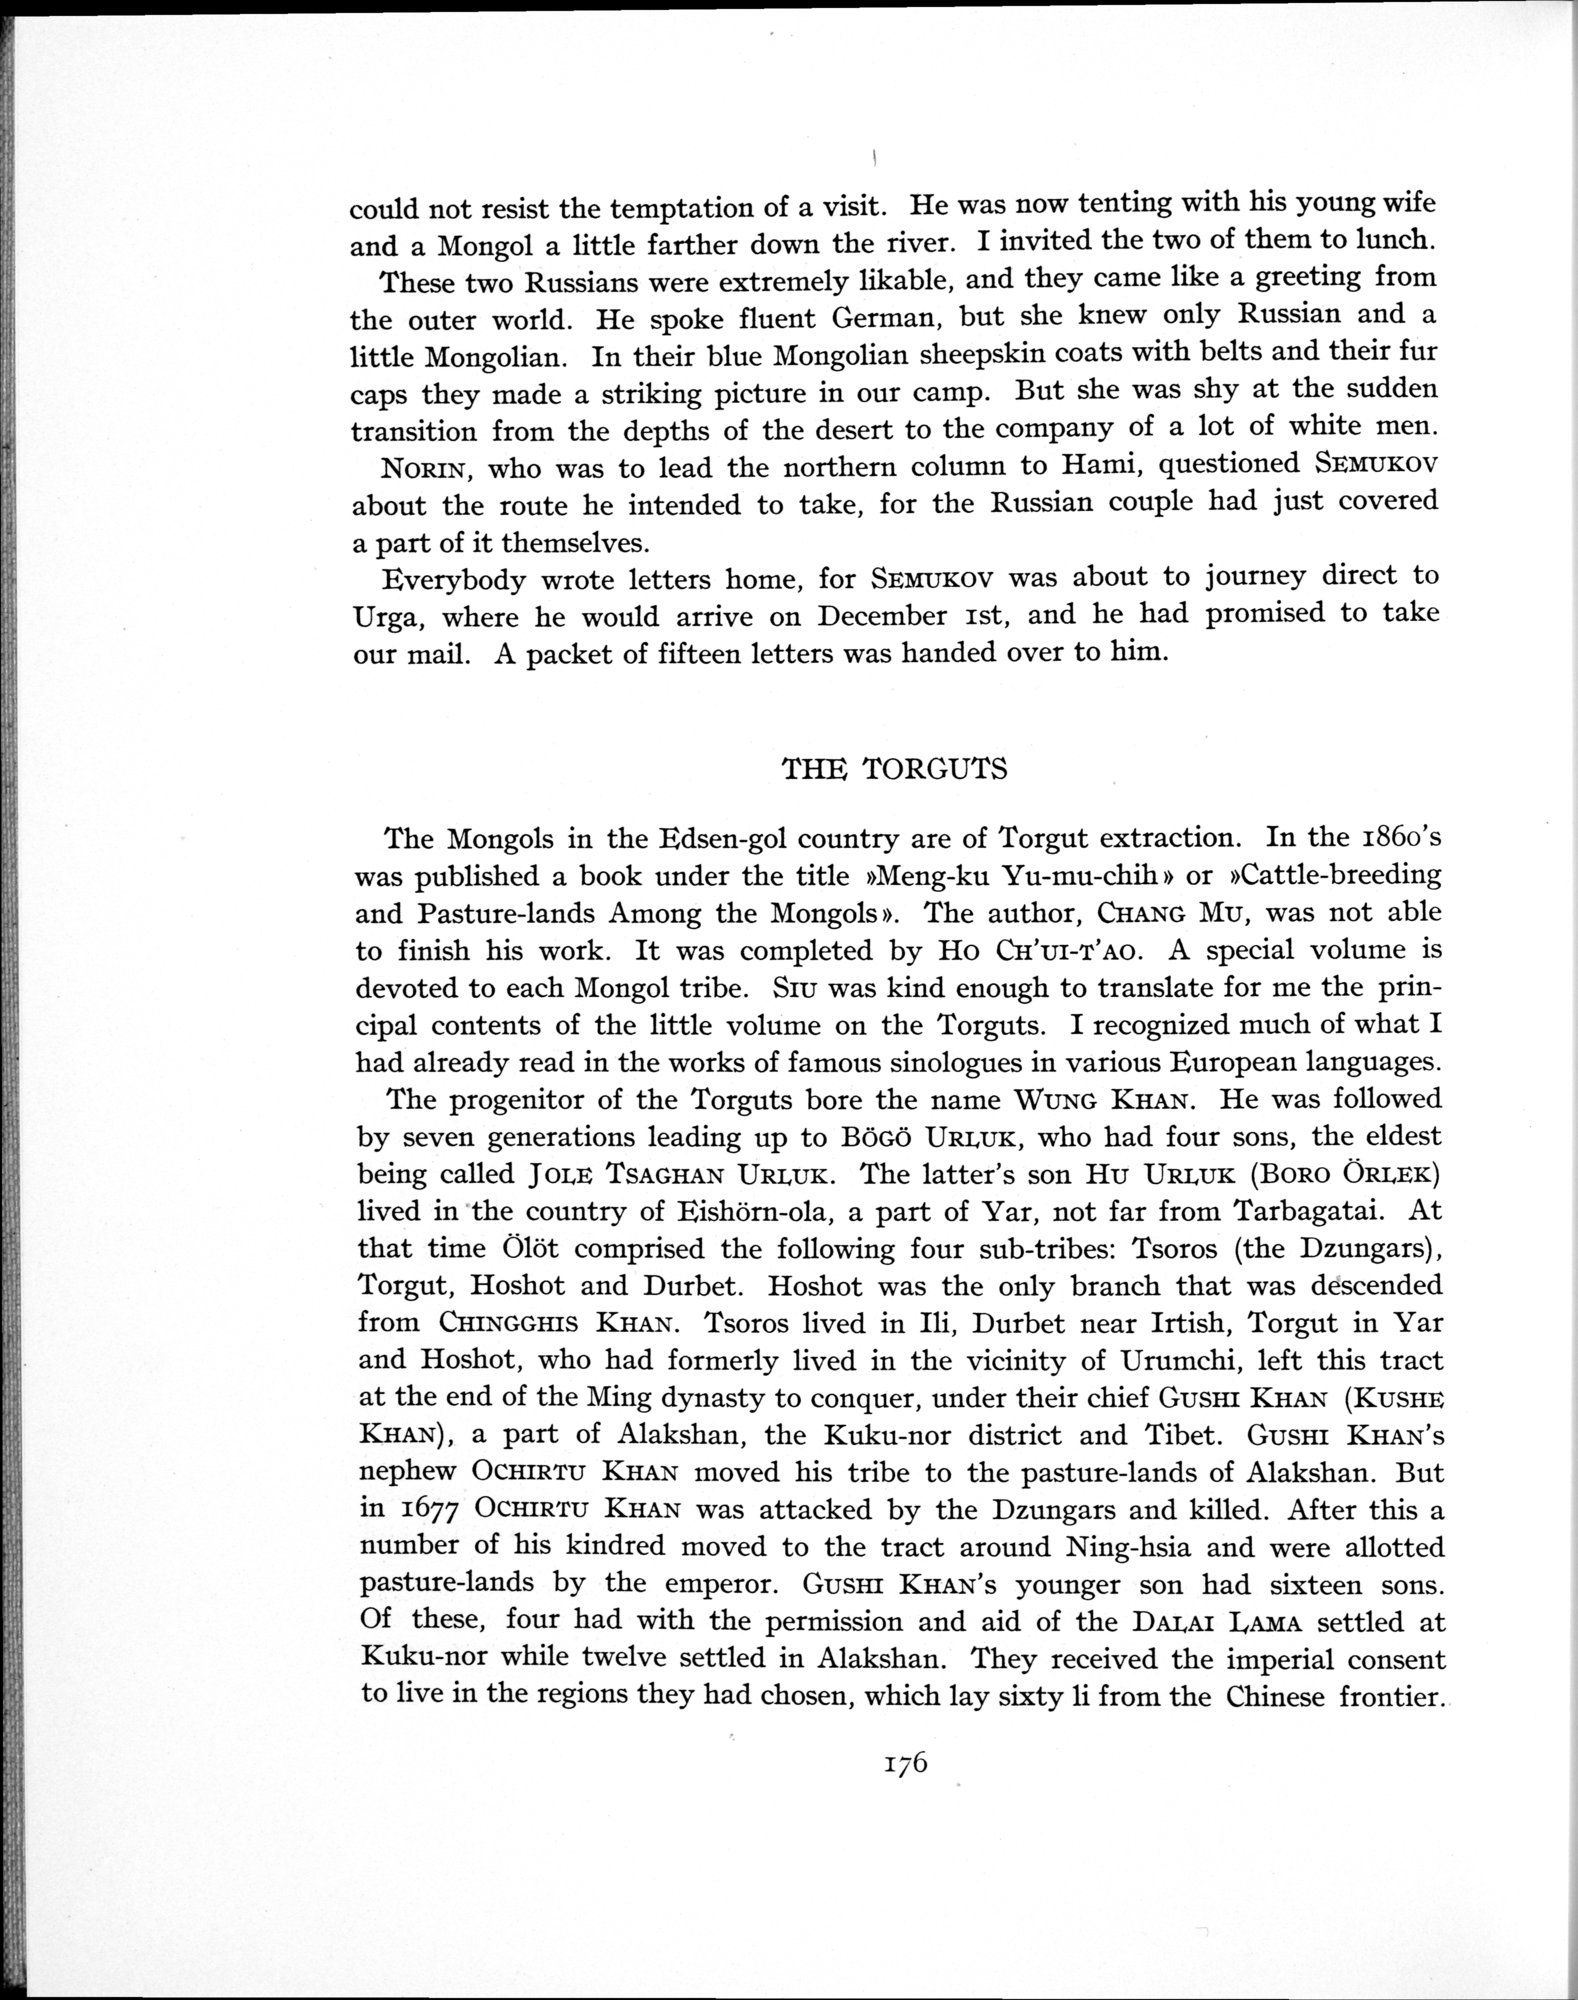 could not resist the temptation of a visit. He was now tenting with his young wife
and a Mongol a little farther down the river. I invited the two of them to lunch.
These two Russians were extremely likable, and they came like a greeting from
the outer world. He spoke fluent German, but she knew only Russian and a
little Mongolian. In their blue Mongolian sheepskin coats with belts and their fur
caps they made a striking picture in our camp. But she was shy at the sudden
transition from the depths of the desert to the company of a lot of white men.
NORIN, who was to lead the northern column to Hami, questioned SEMUKOV
about the route he intended to take, for the Russian couple had just covered
a part of it themselves.
Everybody wrote letters home, for SEMUKOV was about to journey direct to
Urga, where he would arrive on December 1st, and he had promised to take
our mail. A packet of fifteen letters was handed over to him.
THE TORGUTS
The Mongols in the Edsen-gol country are of Torgut extraction. In the 1860's
was published a book under the title »Meng-ku Yu-mu-chih» or »Cattle-breeding
and Pasture-lands Among the Mongols». The author, CHANG MU, was not able
to finish his work. It was completed by HO CH'UI-T'AO. A special volume is
devoted to each Mongol tribe. SIU was kind enough to translate for me the prin-
cipal contents of the little volume on the Torguts. I recognized much of what I
had already read in the works of famous sinologues in various European languages.
The progenitor of the Torguts bore the name WUNG KHAN. He was followed
by seven generations leading up to BÖGÖ URLUK, who had four sons, the eldest
being called JOLE TSAGHAN URLUK. The latter's son HU URLUK (BORO ÖRLEK)
lived in the country of Eishörn-ola, a part of Yar, not far from Tarbagatai. At
that time Ölöt comprised the following four sub-tribes: Tsoros (the Dzungars),
Torgut, Hoshot and Durbet. Hoshot was the only branch that was descended
from CHINGGHIS KHAN. Tsoros lived in Ili, Durbet near Irtish, Torgut in Yar
and Hoshot, who had formerly lived in the vicinity of Urumchi, left this tract
at the end of the Ming dynasty to conquer, under their chief GUSHI KHAN (KUSHE
KHAN), a part of Alakshan, the Kuku-nor district and Tibet. GUSHI KHAN's
nephew OCHIRTU KHAN moved his tribe to the pasture-lands of Alakshan. But
in 1677 OCHIRTU KHAN was attacked by the Dzungars and killed. After this a
number of his kindred moved to the tract around Ning-hsia and were allotted
pasture-lands by the emperor. GUSHI KHAN's younger son had sixteen sons.
Of these, four had with the permission and aid of the DALAI LAMA settled at
Kuku-nor while twelve settled in Alakshan. They received the imperial consent
to live in the regions they had chosen, which lay sixty li from the Chinese frontier.
176